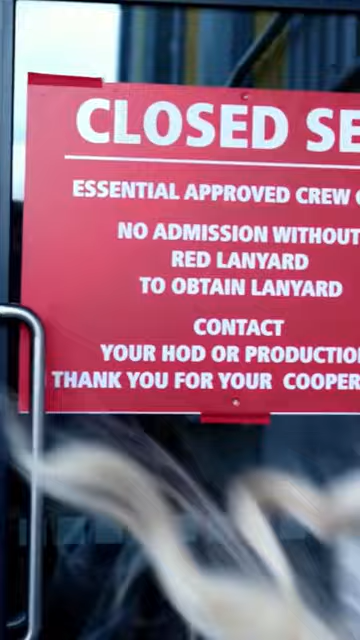 CLOSED SE
ESSENTIAL APPROVED CREW
NO ADMISSION WITHOUT
RED LANYARD
TO OBTAIN LANYARD
CONTACT
YOUR HOD OR PRODUCTION
THANK YOU FOR YOUR COOPER